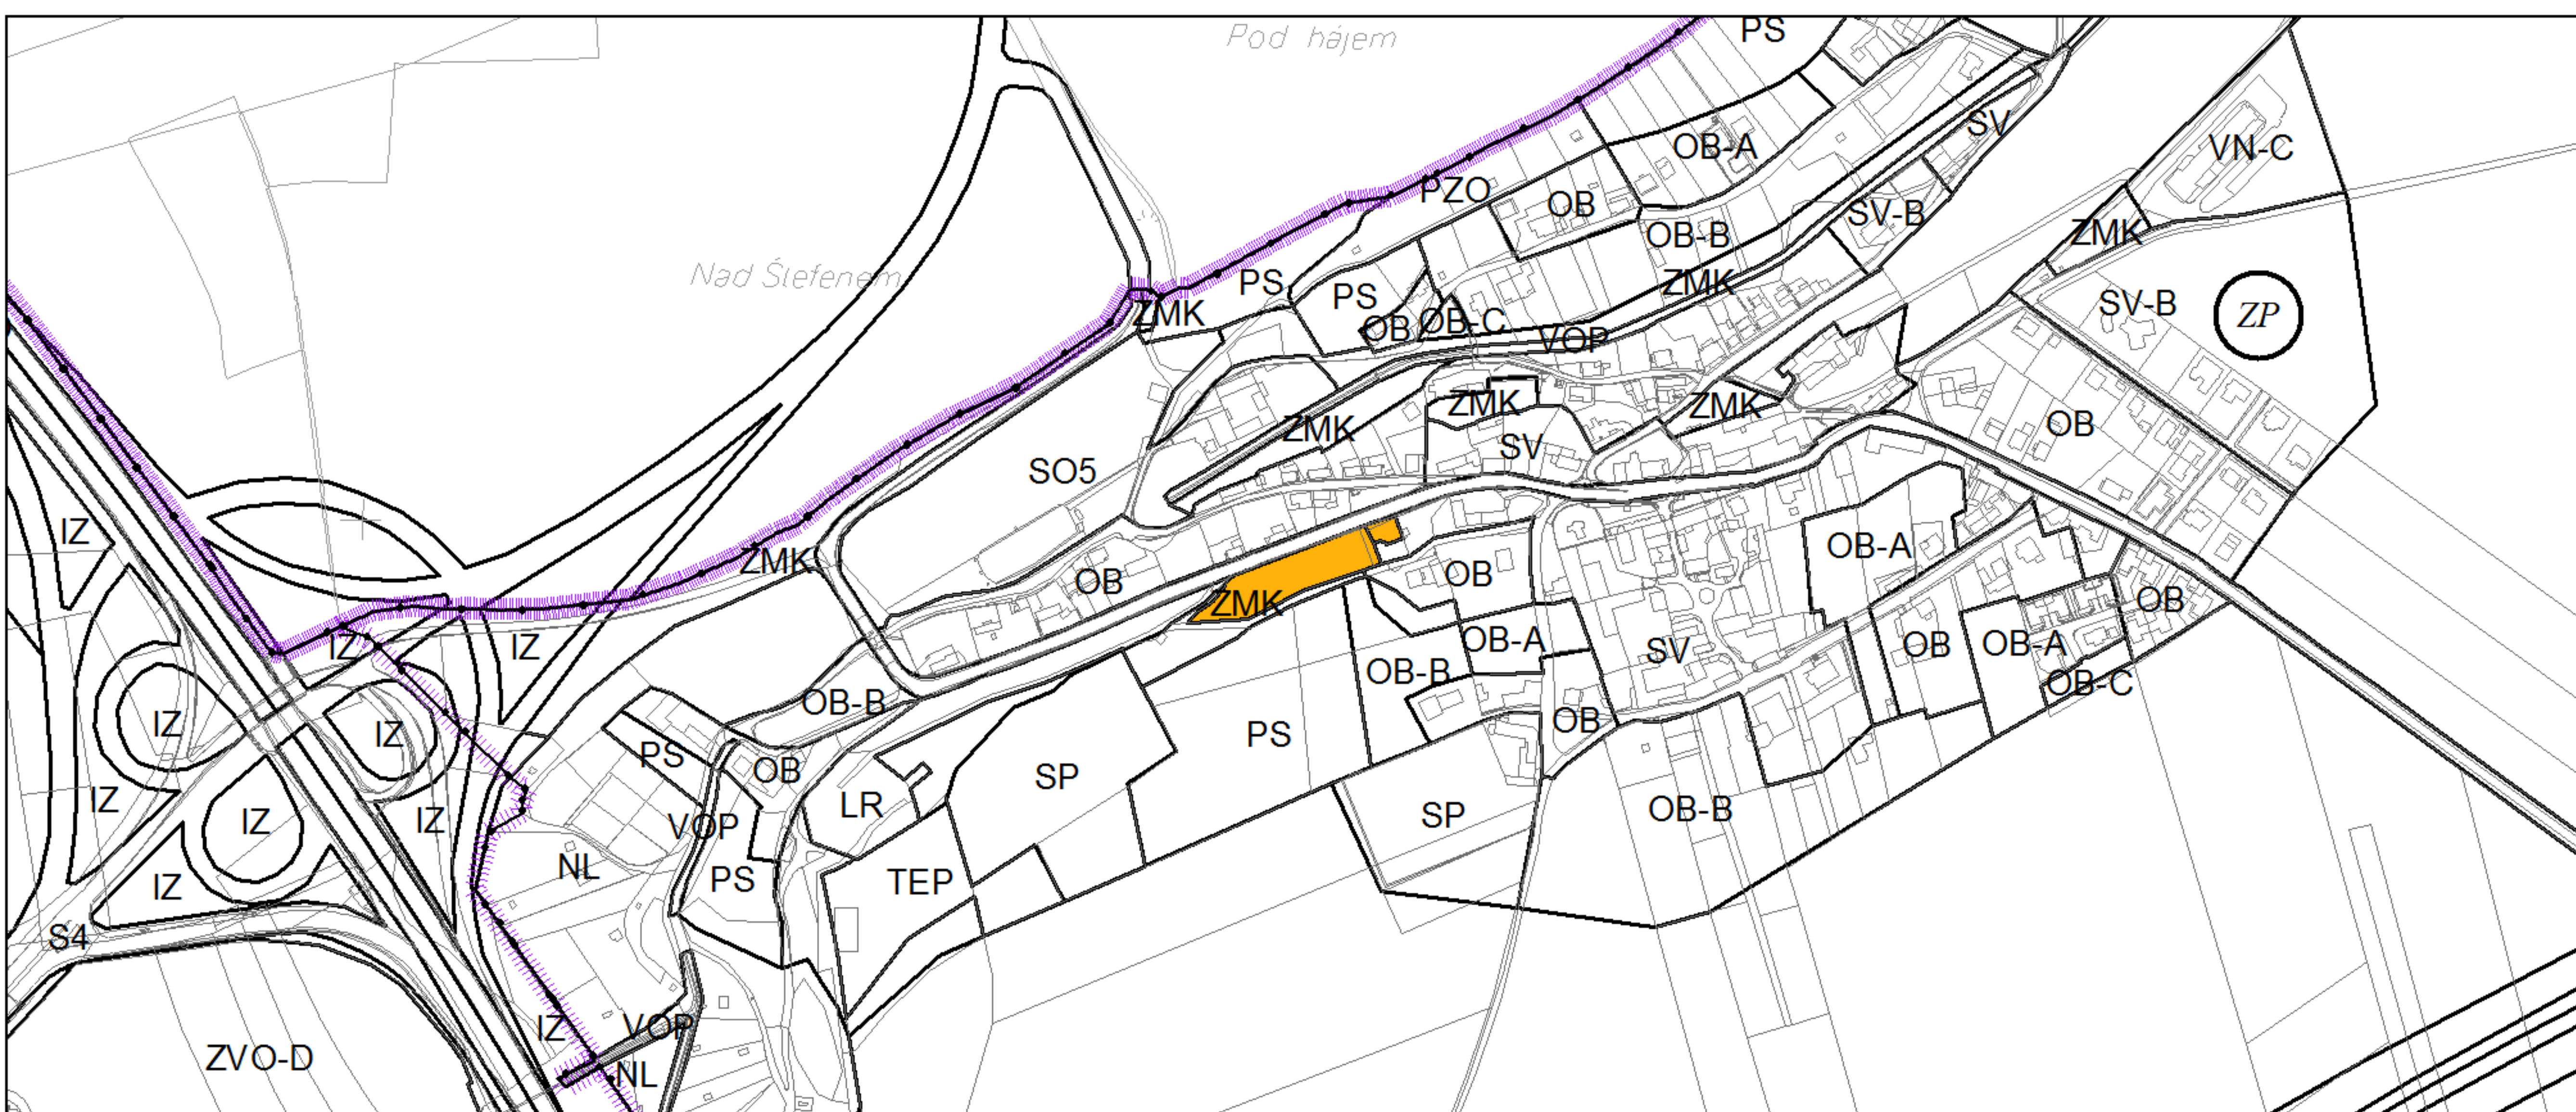 PS
Pod hájem
SV
OB-A
VN-C
PZO
OB
SV-B
ZMK
OB-B
Nad Šlefenem
PS
PS
ZMK
SV-B
ZP
ZMK
OB
OB-C
VOP
ZMK
ZMK
ZMK
SV
OB
SO5
IZ
OB-A
ZMK
OB
OB
ZMK
OB
IZ
IZ
OB-A
SV
OB
OB-A
OB-B
OB-C
OB-B
IZ
IZ
PS
OB
PS
SP
OB
IZ
IZ
IZ
VOP
LR
SP
OB-B
NL
PS
TEP
IZ
S4
IZ
VOP
ZVO-D
NL